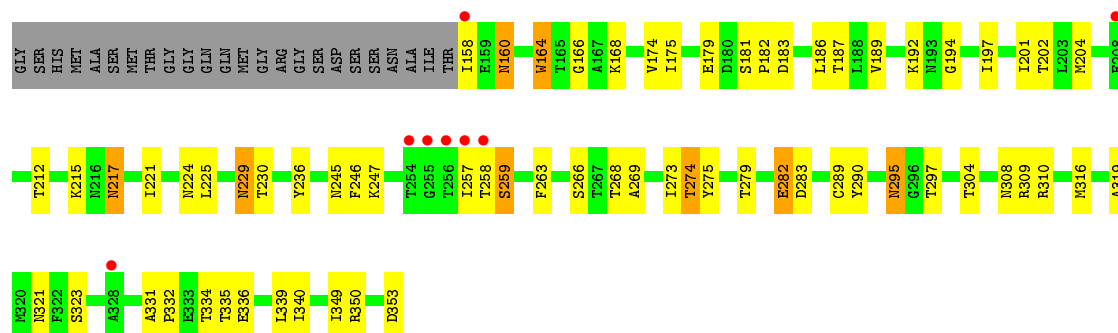 GLY SER HIS MET ALA SER MET THR GLY GLY GLN GLN MET GLY ARG GLY SER ASP SER SER ASN ALA ILE THR I158 E159 N160 W164 T165 G166 A167 K168 V174 I175 E179 D180 S181 P182 D183 L186 T187 L188 V189 K192 N193 G194 I197 I201 T202 L203 M204 E208
T212 K215 N216 N217 I221 N224 L225 N229 T230 Y236 N245 F246 K247 T254 G255 T256 I257 T258 S259 F263 S266 T267 T268 A269 I273 T274 Y275 T279 E282 D283 C289 Y290 N295 G296 T297 T304 N308 R309 R310 M316 A319
M320 N321 F322 S323 A328 A331 P332 E333 T334 T335 E336 L339 I340 I349 R350 D353